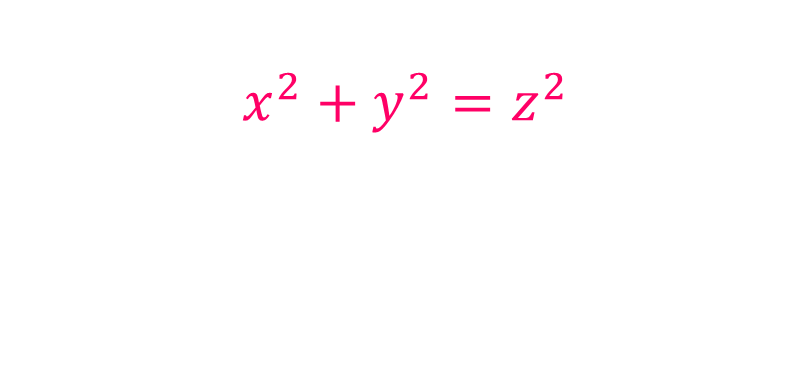 x² + y² = z²